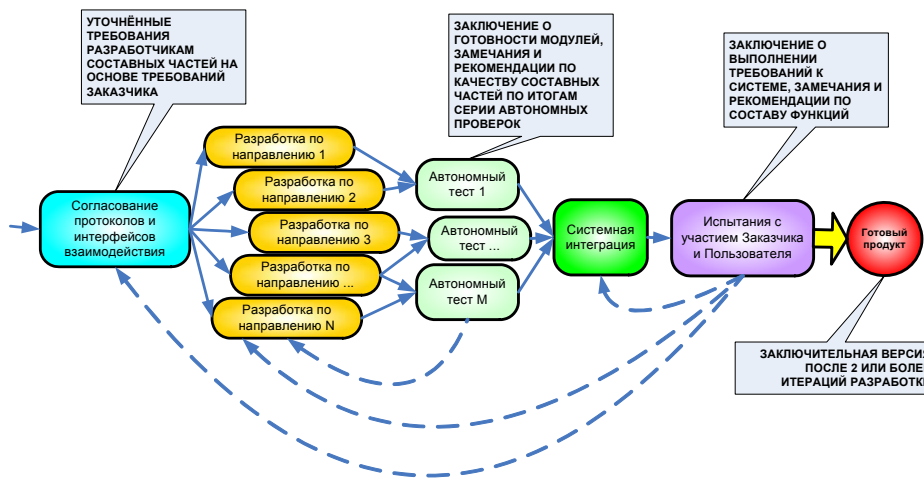 УТОЧНЁННЫЕ
ТРЕБОВАНИЯ
РАЗРАБОТЧИКАМ
СОСТАВНЫХ ЧАСТЕЙ НА
ОСНОВЕ ТРЕБОВАНИЙ
ЗАКАЗЧИКА
ЗАКЛЮЧЕНИЕ О
ГОТОВНОСТИ МОДУЛЕЙ,
ЗАМЕЧАНИЯ И
РЕКОМЕНДАЦИИ ПО
КАЧЕСТВУ СОСТАВНЫХ
ЧАСТЕЙ ПО ИТОГАМ
СЕРИИ АВТОНОМНЫХ
ПРОВЕРОК
ЗАКЛЮЧЕНИЕ О
ВЫПОЛНЕНИИ
ТРЕБОВАНИЙ К
СИСТЕМЕ, ЗАМЕЧАНИЯ И
РЕКОМЕНДАЦИИ ПО
СОСТАВУ ФУНКЦИЙ
Согласование
протоколов и
интерфейсов
взаимодействия
Разработка по
направлению 1
Разработка по
направлению 2
Разработка по
направлению 3
Разработка по
направлению ...
Разработка по
направлению N
Автономный
тест 1
Автономный
тест ...
Автономный
тест M
Системная
интеграция
Испытания с
участием Заказчика
и Пользователя
Готовый
продукт
ЗАКЛЮЧИТЕЛЬНАЯ ВЕРСИЯ
ПОСЛЕ 2 ИЛИ БОЛЕЕ
ИТЕРАЦИЙ РАЗРАБОТКИ